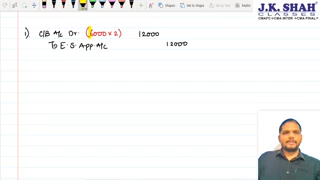 J.K. SHAH
CLASSES
1) C/B A/c Dr. (6000 x 2) 12000
To E. S. App. A/c 12000